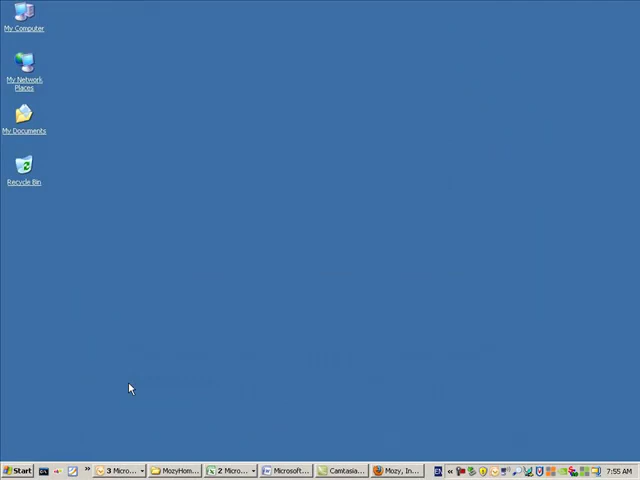 My Computer
My Network
Places
My Documents
Recycle Bin
Start
»
3 Micro...
MozyHom...
2 Micro...
Microsoft...
Camtasia...
Mozy, In...
EN
«
7:55 AM